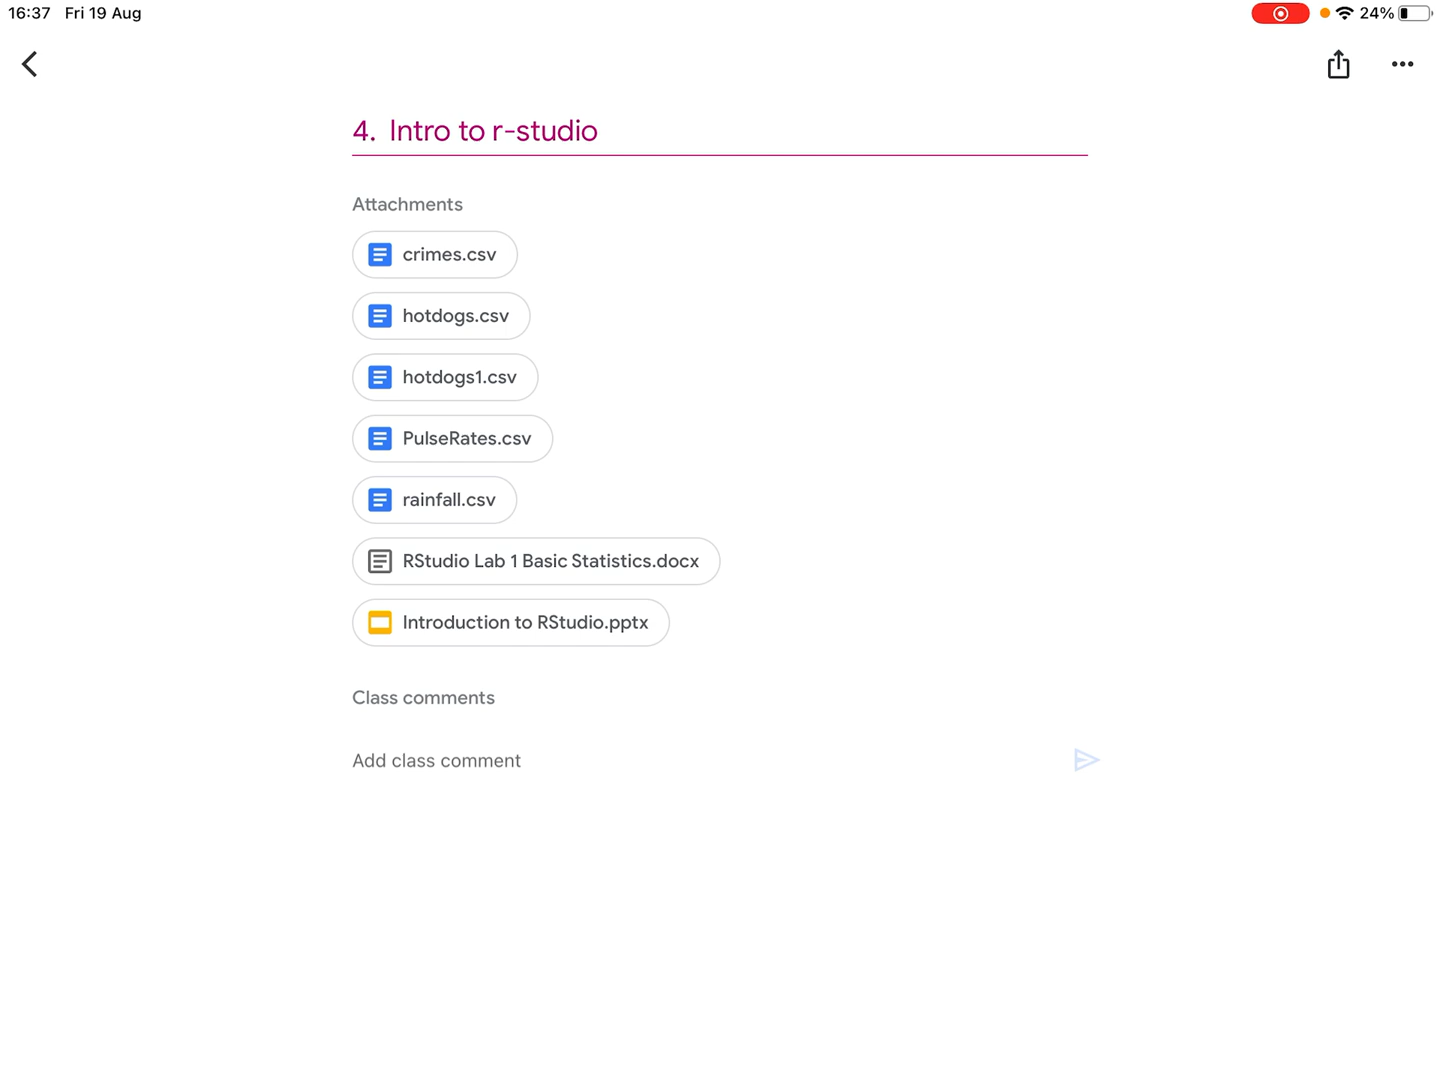 16:37 Fri 19 Aug
24%
4. Intro to r-studio
Attachments
crimes.csv
hotdogs.csv
hotdogs1.csv
PulseRates.csv
rainfall.csv
RStudio Lab 1 Basic Statistics.docx
Introduction to RStudio.pptx
Class comments
Add class comment